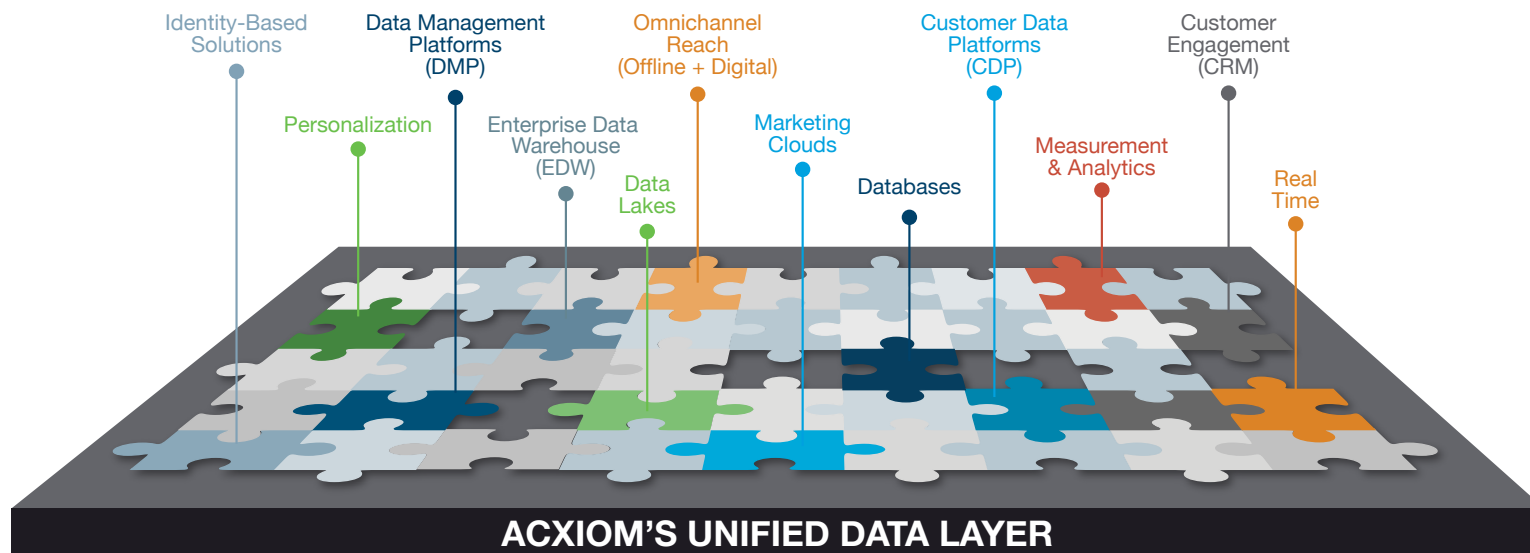 Identity-Based
Solutions
Data Management
Platforms
(DMP)
Omnichannel
Reach
(Offline + Digital)
Customer Data
Platforms
(CDP)
Customer
Engagement
(CRM)
Personalization
Enterprise Data
Warehouse
(EDW)
Data
Lakes
Marketing
Clouds
Databases
Measurement
& Analytics
Real
Time
ACXIOM'S UNIFIED DATA LAYER